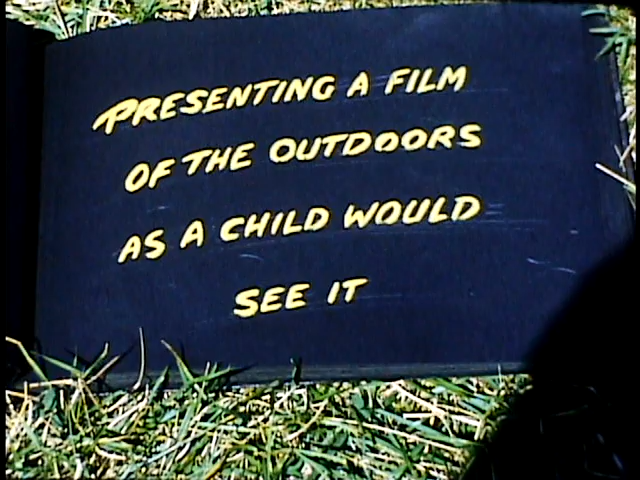 PRESENTING A FILM
OF THE OUTDOORS
AS A CHILD WOULD
SEE IT